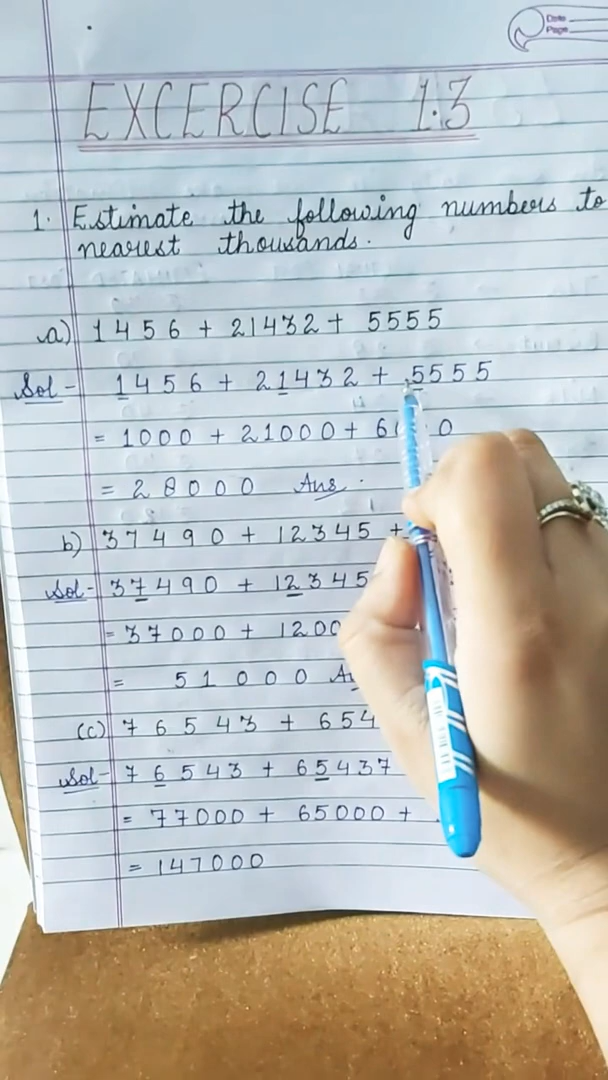 Date
Page
EXCERCISE 1.3
1. Estimate the following numbers to
nearest thousands.
a) 1456 + 21432 + 5555
Sol - 1456 + 21432 + 5555
= 1000 + 21000 + 6 0
= 28000 Ans.
b) 37490 + 12345 +
Sol - 37490 + 12345
= 37000 + 1200
= 51000
(c) 76543 + 654
Sol - 76543 + 65437
= 77000 + 65000 +
= 147000